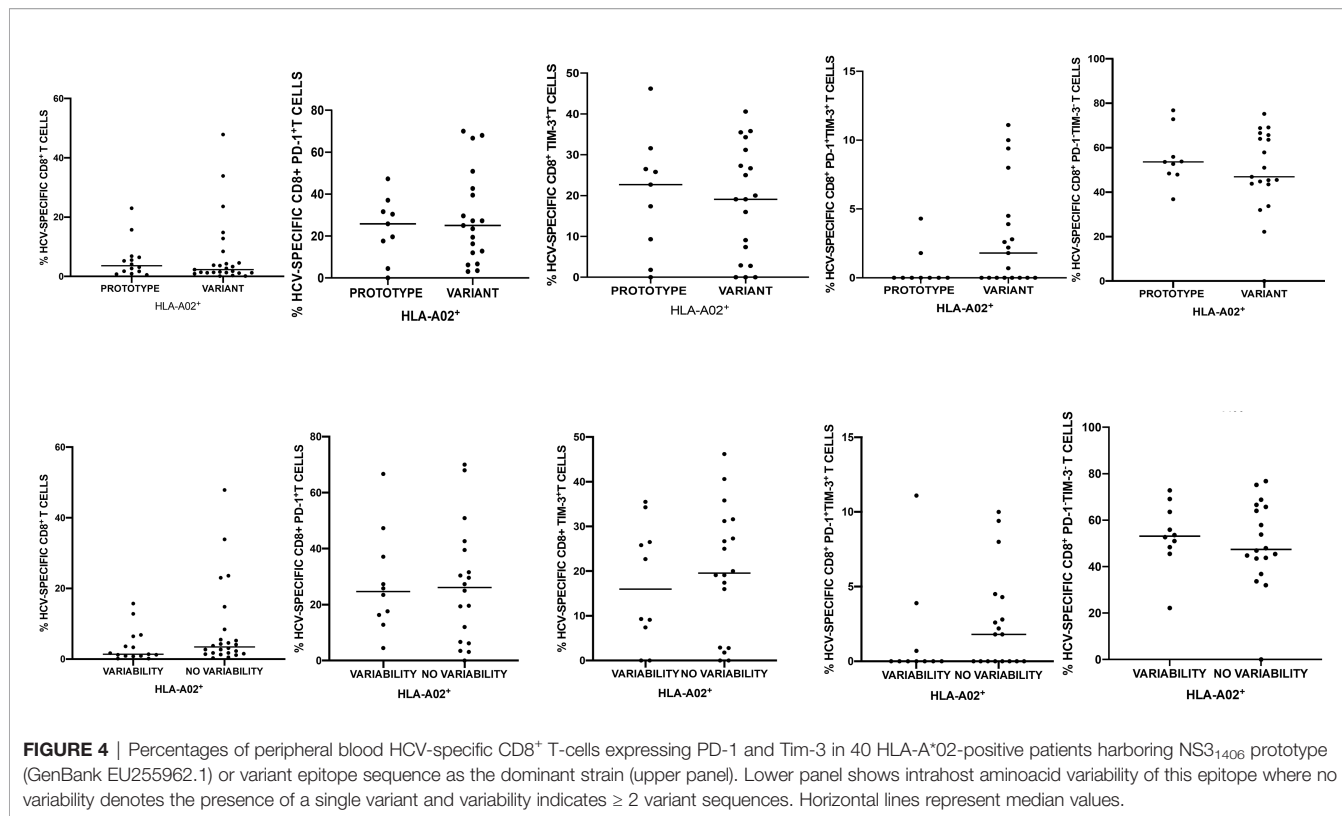 % HCV-SPECIFIC CD8⁺ T CELLS
60
40
20
0
PROTOTYPE VARIANT
HLA-A02⁺
% HCV-SPECIFIC CD8+ PD-1⁺T CELLS
80
60
40
20
0
PROTOTYPE VARIANT
HLA-A02⁺
% HCV-SPECIFIC CD8⁺ TIM-3⁺T CELLS
50
40
30
20
10
0
PROTOTYPE VARIANT
HLA-A02⁺
% HCV-SPECIFIC CD8⁺ PD-1⁺TIM-3⁺ T CELLS
15
10
5
0
PROTOTYPE VARIANT
HLA-A02⁺
% HCV-SPECIFIC CD8⁺ PD-1⁻TIM-3⁻ T CELLS
100
80
60
40
20
0
PROTOTYPE VARIANT
HLA-A02⁺
% HCV-SPECIFIC CD8⁺ T CELLS
60
40
20
0
VARIABILITY NO VARIABILITY
HLA-A02⁺
% HCV-SPECIFIC CD8+ PD-1⁺T CELLS
80
60
40
20
0
VARIABILITY NO VARIABILITY
HLA-A02⁺
% HCV-SPECIFIC CD8+ TIM-3⁺T CELLS
50
40
30
20
10
0
VARIABILITY NO VARIABILITY
HLA-A02⁺
% HCV-SPECIFIC CD8⁺ PD-1⁺TIM-3⁺ T CELLS
15
10
5
0
VARIABILITY NO VARIABILITY
HLA-A02⁺
% HCV-SPECIFIC CD8⁺ PD-1⁻TIM-3⁻ T CELLS
100
80
60
40
20
0
VARIABILITY NO VARIABILITY
HLA-A02⁺
FIGURE 4 | Percentages of peripheral blood HCV-specific CD8⁺ T-cells expressing PD-1 and Tim-3 in 40 HLA-A*02-positive patients harboring NS3₁₄₀₆ prototype
(GenBank EU255962.1) or variant epitope sequence as the dominant strain (upper panel). Lower panel shows intrahost aminoacid variability of this epitope where no
variability denotes the presence of a single variant and variability indicates ≥ 2 variant sequences. Horizontal lines represent median values.